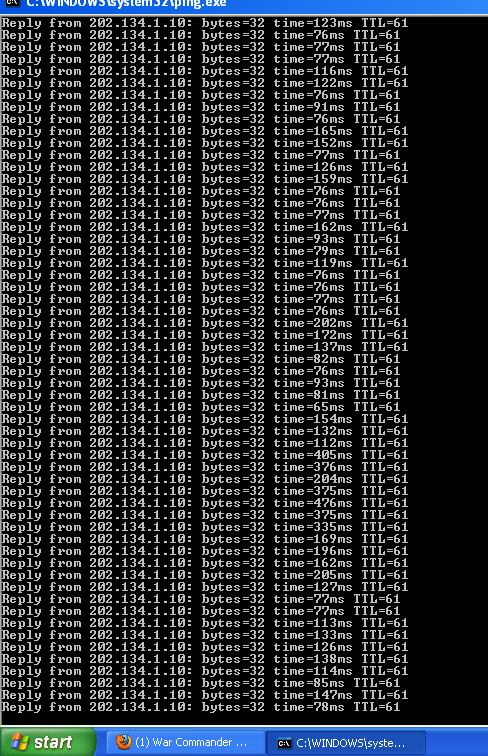 C:\WINDOWS\system32\ping.exe
Reply from 202.134.1.10: bytes=32 time=123ms TTL=61
Reply from 202.134.1.10: bytes=32 time=76ms TTL=61
Reply from 202.134.1.10: bytes=32 time=77ms TTL=61
Reply from 202.134.1.10: bytes=32 time=77ms TTL=61
Reply from 202.134.1.10: bytes=32 time=116ms TTL=61
Reply from 202.134.1.10: bytes=32 time=122ms TTL=61
Reply from 202.134.1.10: bytes=32 time=76ms TTL=61
Reply from 202.134.1.10: bytes=32 time=91ms TTL=61
Reply from 202.134.1.10: bytes=32 time=76ms TTL=61
Reply from 202.134.1.10: bytes=32 time=165ms TTL=61
Reply from 202.134.1.10: bytes=32 time=152ms TTL=61
Reply from 202.134.1.10: bytes=32 time=77ms TTL=61
Reply from 202.134.1.10: bytes=32 time=126ms TTL=61
Reply from 202.134.1.10: bytes=32 time=159ms TTL=61
Reply from 202.134.1.10: bytes=32 time=76ms TTL=61
Reply from 202.134.1.10: bytes=32 time=76ms TTL=61
Reply from 202.134.1.10: bytes=32 time=77ms TTL=61
Reply from 202.134.1.10: bytes=32 time=162ms TTL=61
Reply from 202.134.1.10: bytes=32 time=93ms TTL=61
Reply from 202.134.1.10: bytes=32 time=79ms TTL=61
Reply from 202.134.1.10: bytes=32 time=119ms TTL=61
Reply from 202.134.1.10: bytes=32 time=76ms TTL=61
Reply from 202.134.1.10: bytes=32 time=76ms TTL=61
Reply from 202.134.1.10: bytes=32 time=77ms TTL=61
Reply from 202.134.1.10: bytes=32 time=76ms TTL=61
Reply from 202.134.1.10: bytes=32 time=202ms TTL=61
Reply from 202.134.1.10: bytes=32 time=172ms TTL=61
Reply from 202.134.1.10: bytes=32 time=137ms TTL=61
Reply from 202.134.1.10: bytes=32 time=82ms TTL=61
Reply from 202.134.1.10: bytes=32 time=76ms TTL=61
Reply from 202.134.1.10: bytes=32 time=93ms TTL=61
Reply from 202.134.1.10: bytes=32 time=81ms TTL=61
Reply from 202.134.1.10: bytes=32 time=65ms TTL=61
Reply from 202.134.1.10: bytes=32 time=154ms TTL=61
Reply from 202.134.1.10: bytes=32 time=132ms TTL=61
Reply from 202.134.1.10: bytes=32 time=112ms TTL=61
Reply from 202.134.1.10: bytes=32 time=405ms TTL=61
Reply from 202.134.1.10: bytes=32 time=376ms TTL=61
Reply from 202.134.1.10: bytes=32 time=204ms TTL=61
Reply from 202.134.1.10: bytes=32 time=375ms TTL=61
Reply from 202.134.1.10: bytes=32 time=476ms TTL=61
Reply from 202.134.1.10: bytes=32 time=375ms TTL=61
Reply from 202.134.1.10: bytes=32 time=335ms TTL=61
Reply from 202.134.1.10: bytes=32 time=169ms TTL=61
Reply from 202.134.1.10: bytes=32 time=196ms TTL=61
Reply from 202.134.1.10: bytes=32 time=162ms TTL=61
Reply from 202.134.1.10: bytes=32 time=205ms TTL=61
Reply from 202.134.1.10: bytes=32 time=127ms TTL=61
Reply from 202.134.1.10: bytes=32 time=77ms TTL=61
Reply from 202.134.1.10: bytes=32 time=77ms TTL=61
Reply from 202.134.1.10: bytes=32 time=113ms TTL=61
Reply from 202.134.1.10: bytes=32 time=133ms TTL=61
Reply from 202.134.1.10: bytes=32 time=126ms TTL=61
Reply from 202.134.1.10: bytes=32 time=138ms TTL=61
Reply from 202.134.1.10: bytes=32 time=114ms TTL=61
Reply from 202.134.1.10: bytes=32 time=85ms TTL=61
Reply from 202.134.1.10: bytes=32 time=147ms TTL=61
Reply from 202.134.1.10: bytes=32 time=78ms TTL=61
start (1) War Commander ... C:\WINDOWS\syste...